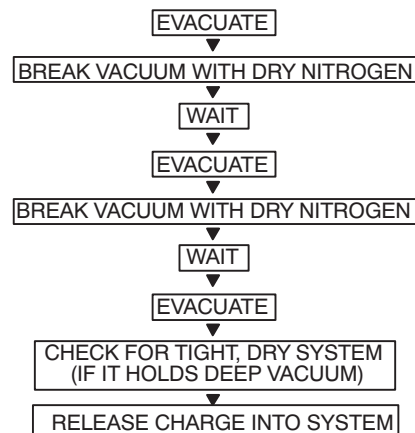 EVACUATE
BREAK VACUUM WITH DRY NITROGEN
WAIT
EVACUATE
BREAK VACUUM WITH DRY NITROGEN
WAIT
EVACUATE
CHECK FOR TIGHT, DRY SYSTEM
(IF IT HOLDS DEEP VACUUM)
RELEASE CHARGE INTO SYSTEM